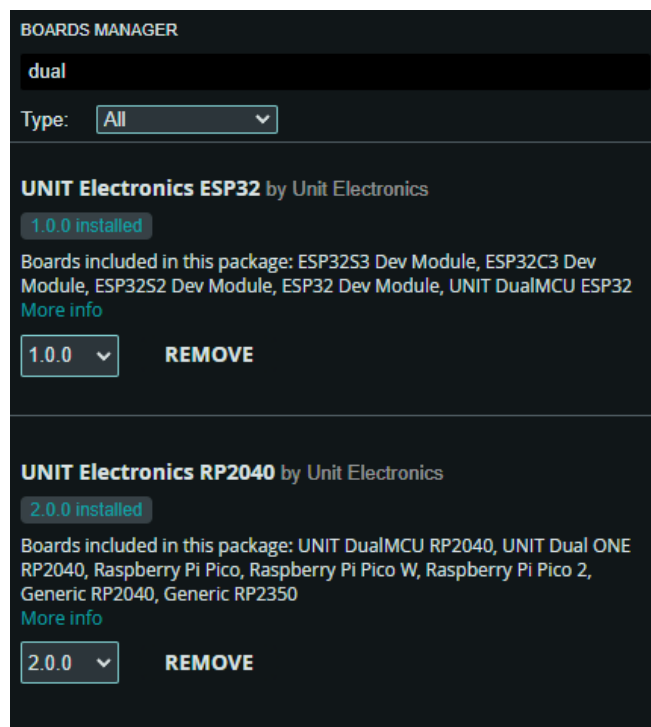 BOARDS MANAGER
dual
Type: All
UNIT Electronics ESP32 by Unit Electronics
1.0.0 installed
Boards included in this package: ESP32S3 Dev Module, ESP32C3 Dev
Module, ESP32S2 Dev Module, ESP32 Dev Module, UNIT DualMCU ESP32
More info
1.0.0 REMOVE
UNIT Electronics RP2040 by Unit Electronics
2.0.0 installed
Boards included in this package: UNIT DualMCU RP2040, UNIT Dual ONE
RP2040, Raspberry Pi Pico, Raspberry Pi Pico W, Raspberry Pi Pico 2,
Generic RP2040, Generic RP2350
More info
2.0.0 REMOVE